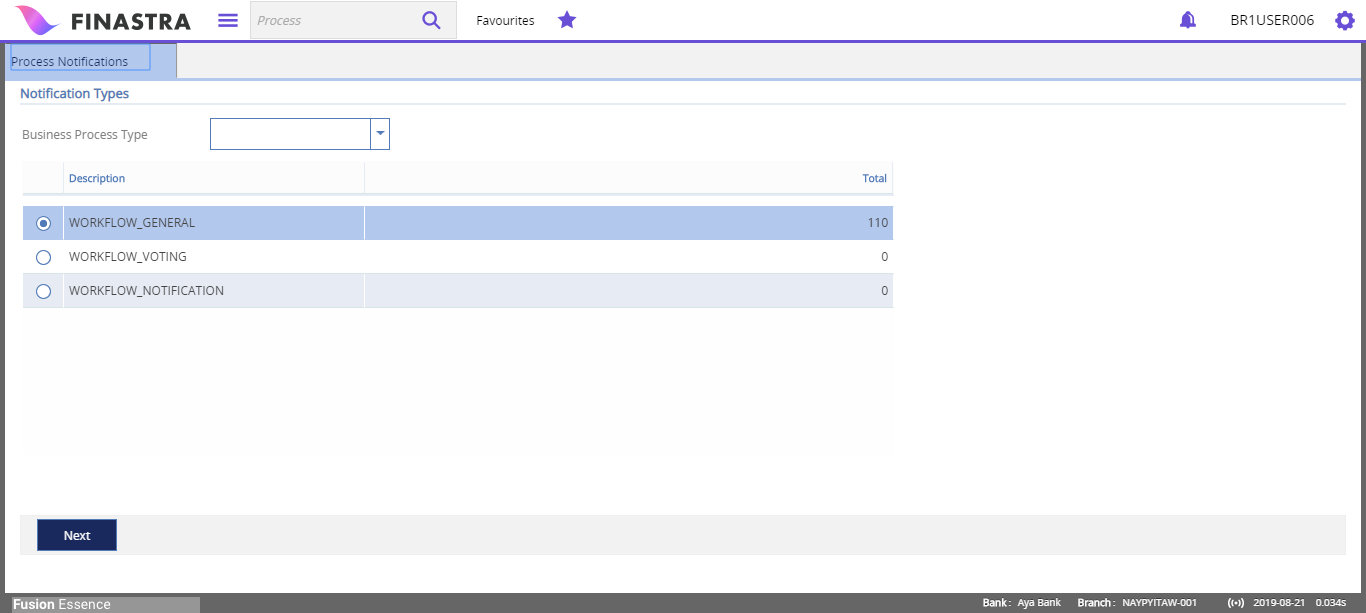 FINASTRA Process Favourites BR1USER006
Process Notifications
Notification Types
Business Process Type
Description Total
WORKFLOW_GENERAL 110
WORKFLOW_VOTING 0
WORKFLOW_NOTIFICATION 0
Next
Fusion Essence Bank : Aya Bank Branch : NAYPYITAW-001 2019-08-21 0.034s